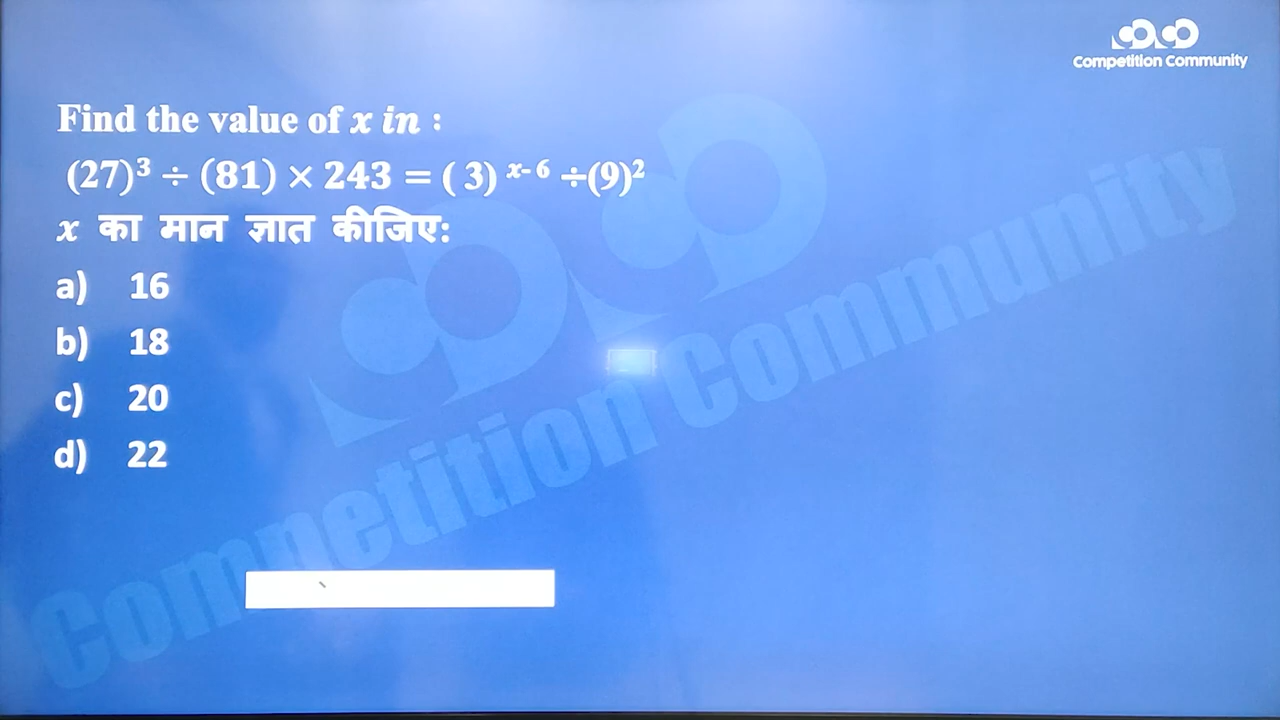 Competition Community
Find the value of x in :
(27)³ ÷ (81) × 243 = ( 3) ˣ⁻⁶ ÷(9)²
x का मान ज्ञात कीजिए:
a) 16
b) 18
c) 20
d) 22
Competition Community